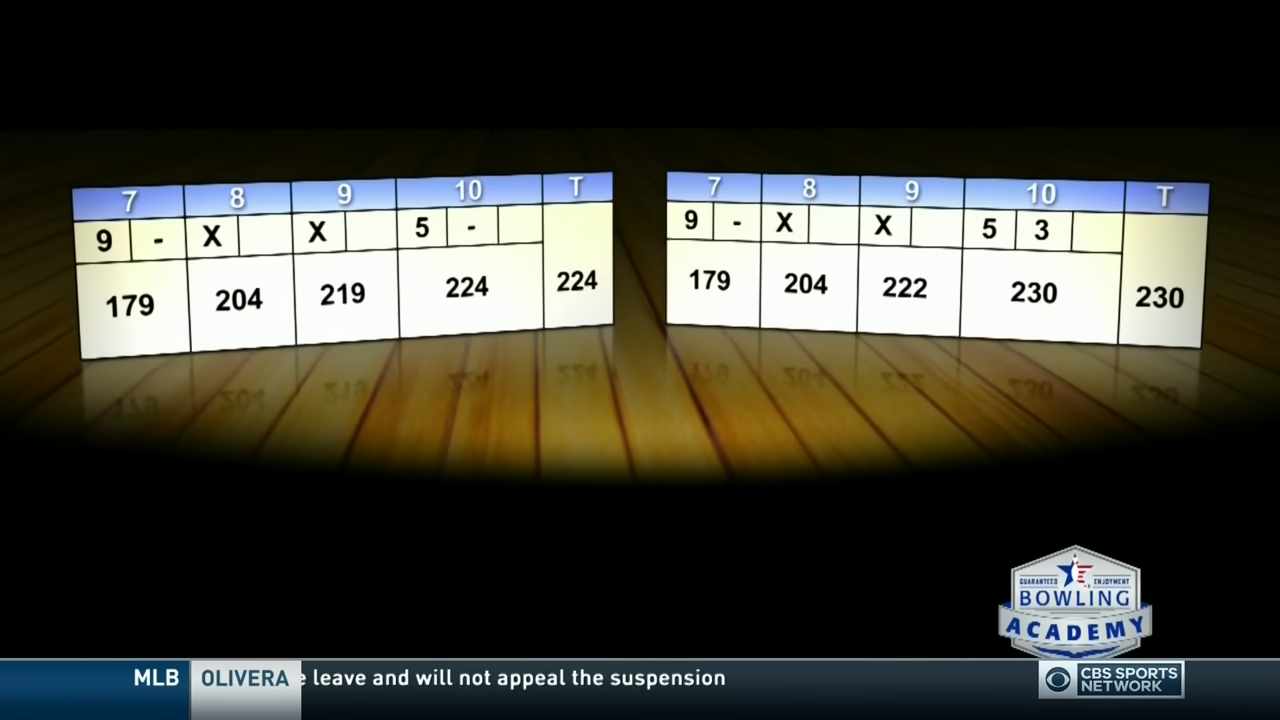 7 8 9 10 T
9 - X X 5 -
179 204 219 224 224
7 8 9 10 T
9 - X X 5 3
179 204 222 230 230
GUARANTEED ENJOYMENT
BOWLING
ACADEMY
MLB OLIVERA leave and will not appeal the suspension
CBS SPORTS
NETWORK